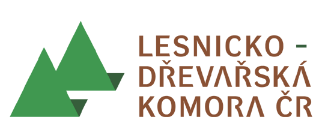 LESNICKO –
DŘEVAŘSKÁ
KOMORA ČR